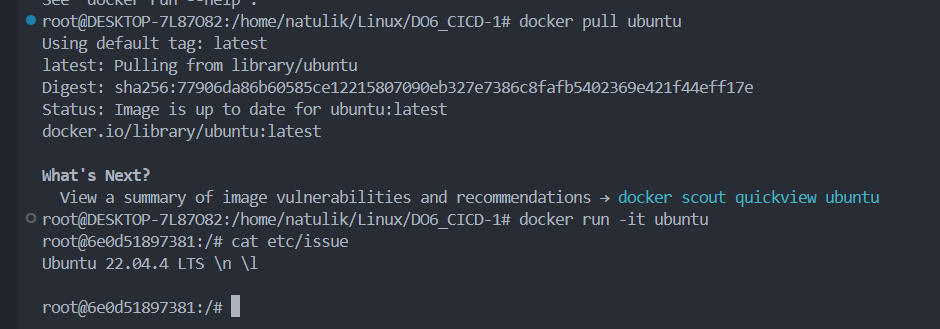 See 'docker run --help'.
root@DESKTOP-7L87O82:/home/natulik/Linux/DO6_CICD-1# docker pull ubuntu
Using default tag: latest
latest: Pulling from library/ubuntu
Digest: sha256:77906da86b60585ce12215807090eb327e7386c8fafb5402369e421f44eff17e
Status: Image is up to date for ubuntu:latest
docker.io/library/ubuntu:latest
What's Next?
View a summary of image vulnerabilities and recommendations → docker scout quickview ubuntu
root@DESKTOP-7L87O82:/home/natulik/Linux/DO6_CICD-1# docker run -it ubuntu
root@6e0d51897381:/# cat etc/issue
Ubuntu 22.04.4 LTS \n \l
root@6e0d51897381:/#